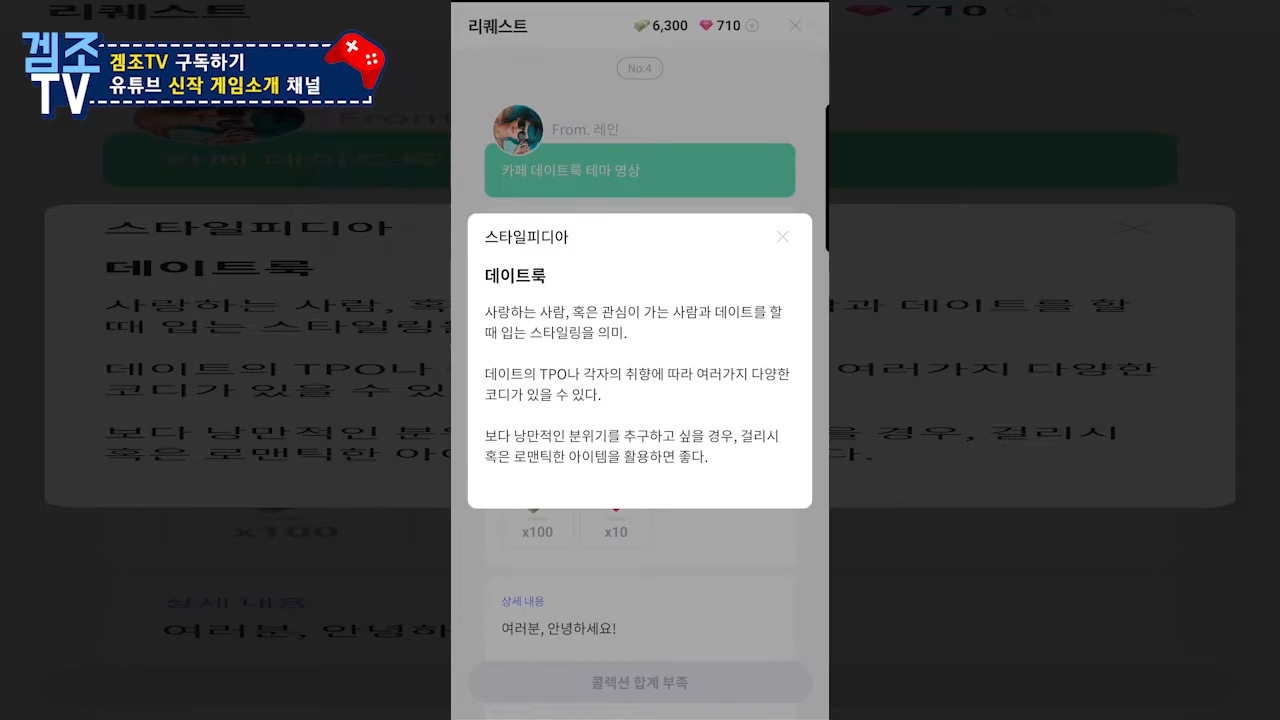 겜조
TV
겜조TV 구독하기
유튜브 신작 게임소개 채널
리퀘스트
6,300
710
No.4
From. 레인
카페 데이트룩 테마 영상
스타일피디아
데이트룩
사랑하는 사람, 혹은 관심이 가는 사람과 데이트를 할
때 입는 스타일링을 의미.
데이트의 TPO나 각자의 취향에 따라 여러가지 다양한
코디가 있을 수 있다.
보다 낭만적인 분위기를 추구하고 싶을 경우, 걸리시
혹은 로맨틱한 아이템을 활용하면 좋다.
x100
x10
상세 내용
여러분, 안녕하세요!
콜렉션 합계 부족